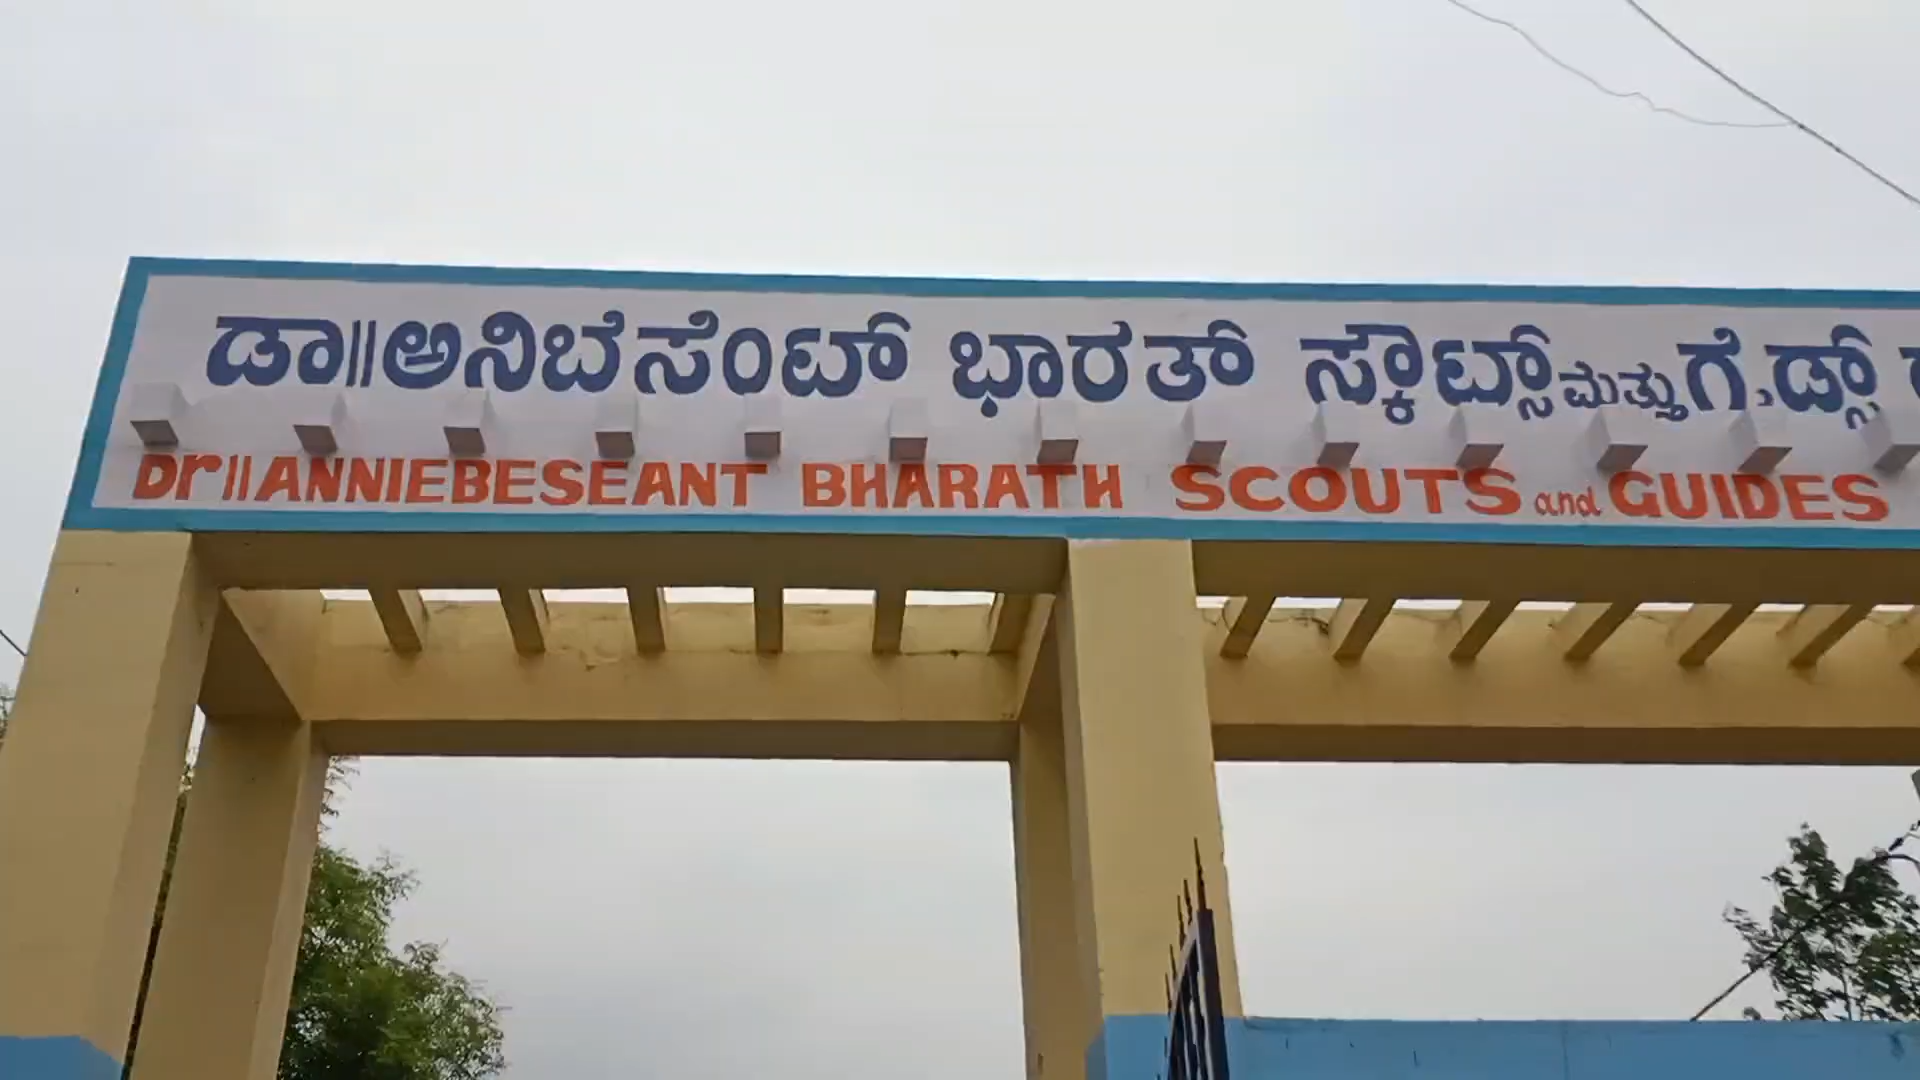 ಡಾ||ಅನಿಬೆಸೆಂಟ್ ಭಾರತ್ ಸ್ಕೌಟ್ಸ್ ಮತ್ತು ಗೈಡ್ಸ್
Dr||ANNIEBESEANT BHARATH SCOUTS and GUIDES